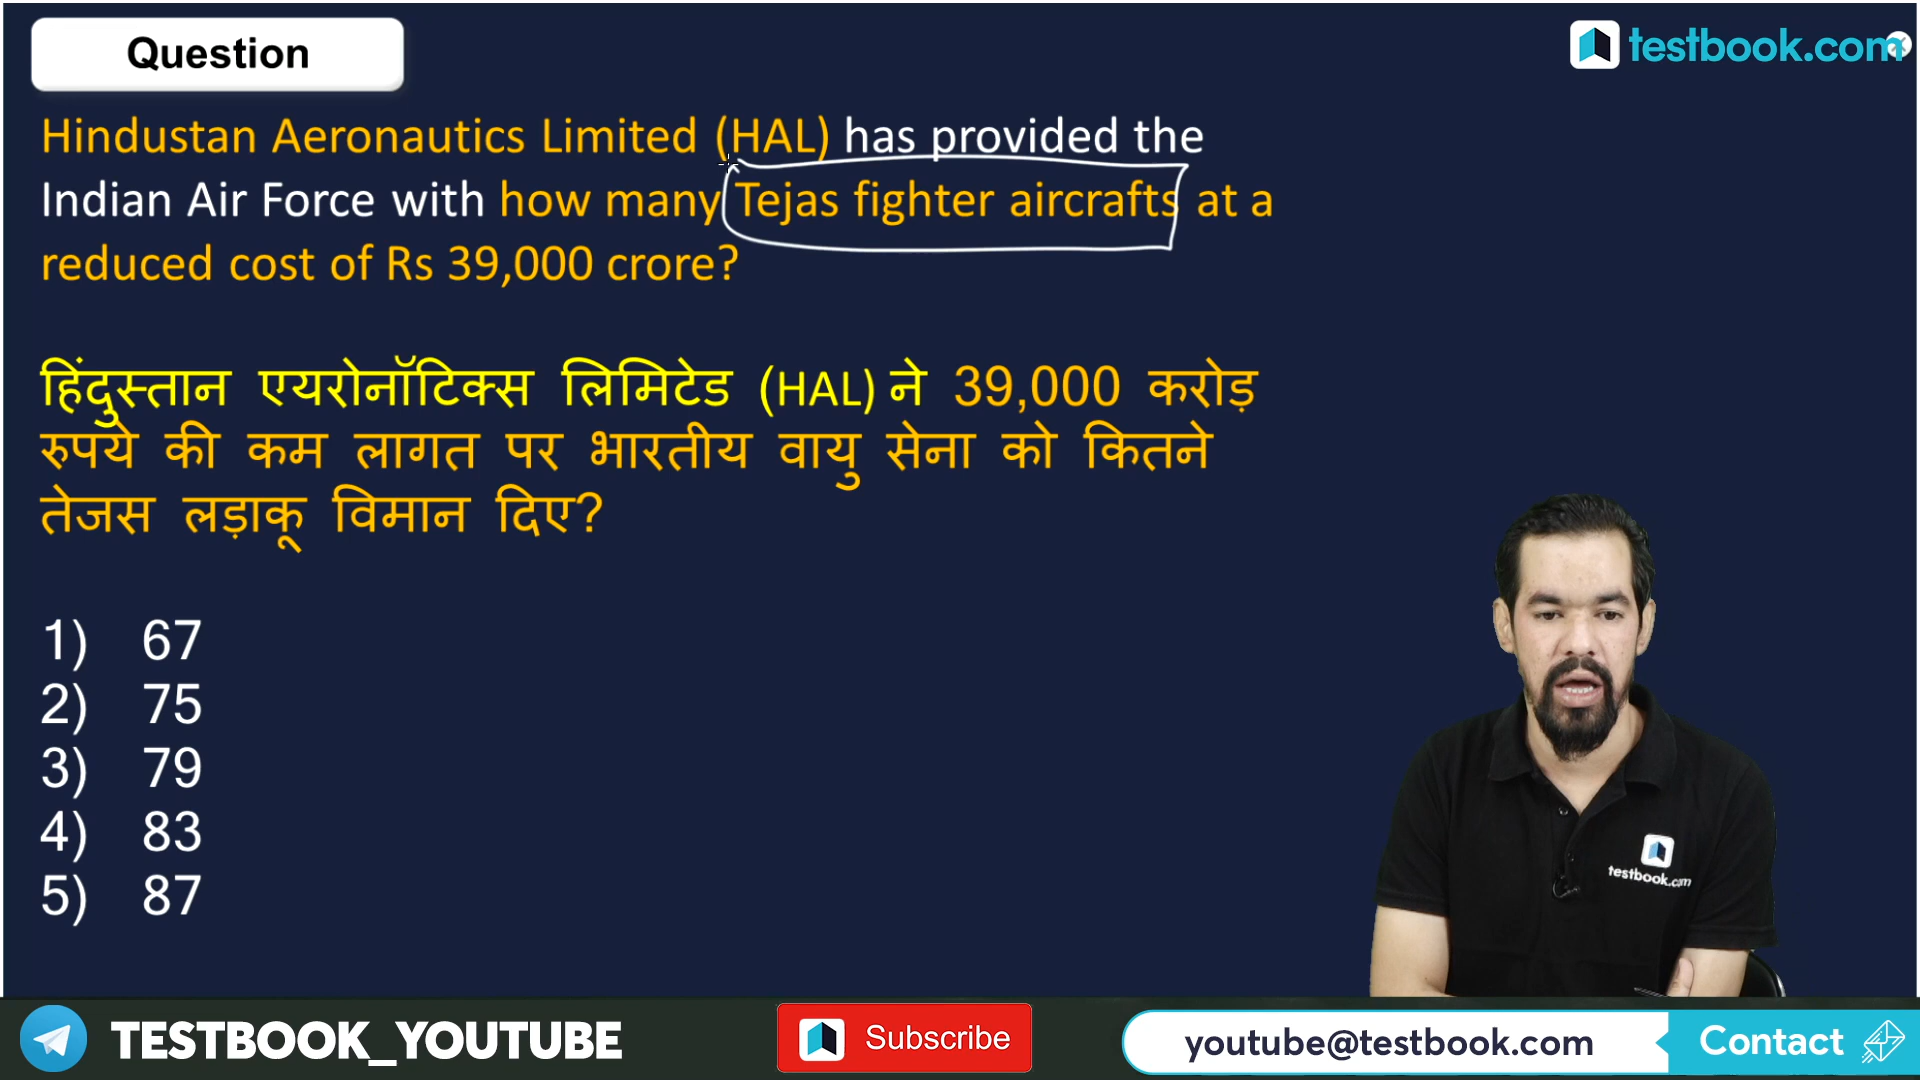 Question
testbook.com
Hindustan Aeronautics Limited (HAL) has provided the
Indian Air Force with how many Tejas fighter aircrafts at a
reduced cost of Rs 39,000 crore?
हिंदुस्तान एयरोनॉटिक्स लिमिटेड (HAL) ने 39,000 करोड़
रुपये की कम लागत पर भारतीय वायु सेना को कितने
तेजस लड़ाकू विमान दिए?
1) 67
2) 75
3) 79
4) 83
5) 87
testbook.com
TESTBOOK_YOUTUBE
Subscribe
youtube@testbook.com
Contact